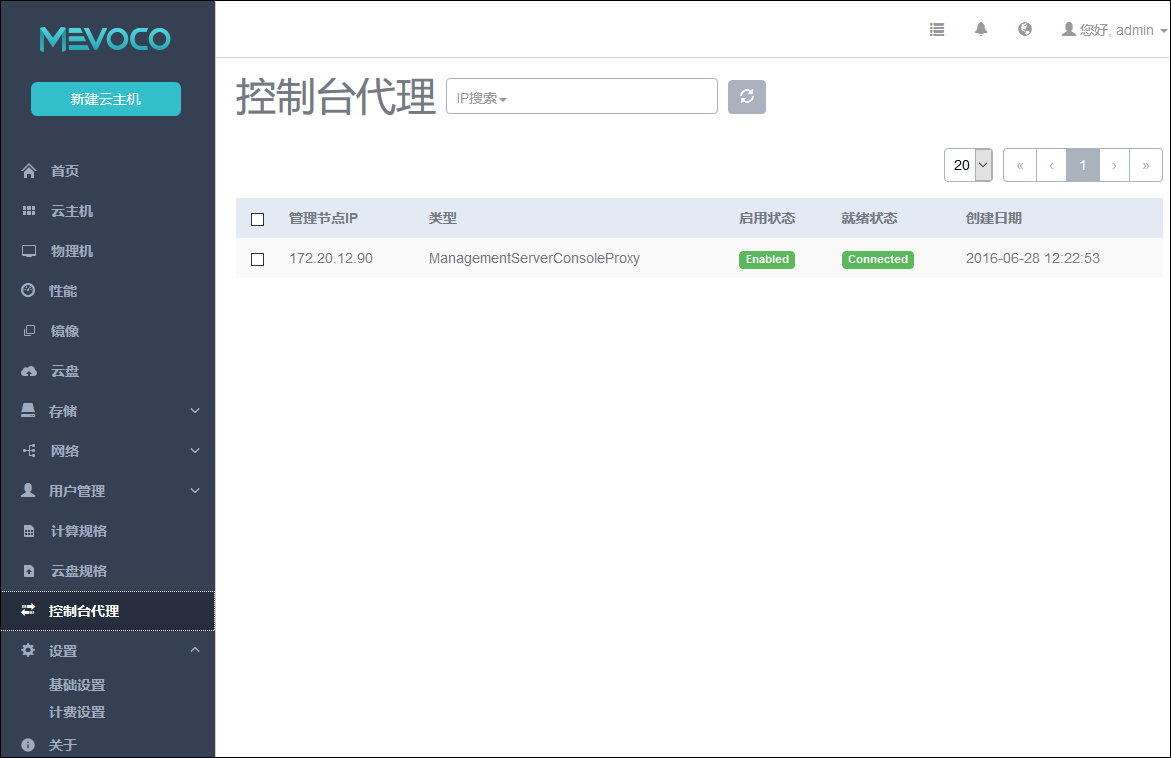 MEVOCO
新建云主机
首页
云主机
物理机
性能
镜像
云盘
存储
网络
用户管理
计算规格
云盘规格
控制台代理
设置
基础设置
计费设置
关于
您好, admin
控制台代理 IP搜索
20 « ‹ 1 › »
管理节点IP 类型 启用状态 就绪状态 创建日期
172.20.12.90 ManagementServerConsoleProxy Enabled Connected 2016-06-28 12:22:53